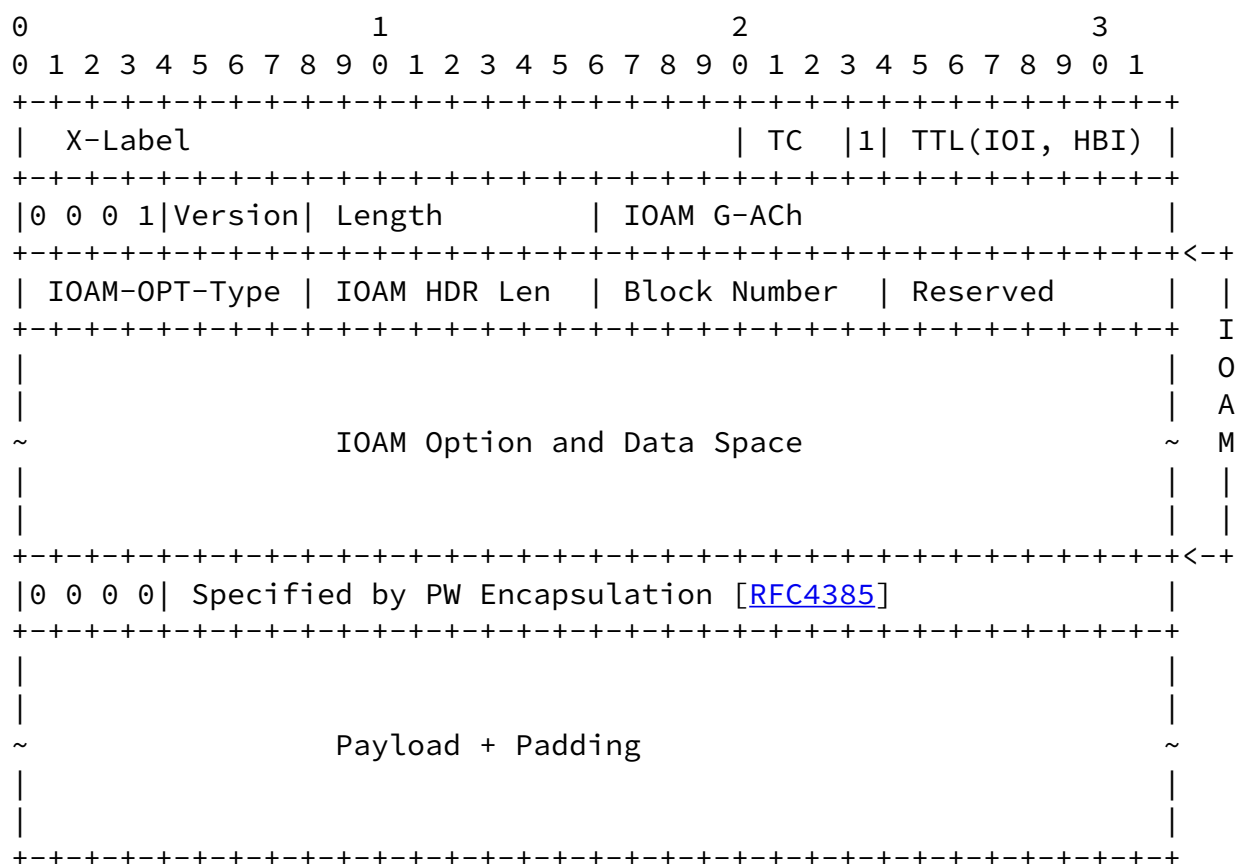 0                   1                   2                   3
0 1 2 3 4 5 6 7 8 9 0 1 2 3 4 5 6 7 8 9 0 1 2 3 4 5 6 7 8 9 0 1
+-+-+-+-+-+-+-+-+-+-+-+-+-+-+-+-+-+-+-+-+-+-+-+-+-+-+-+-+-+-+-+-+
|  X-Label                              | TC  |1| TTL(IOI, HBI) |
+-+-+-+-+-+-+-+-+-+-+-+-+-+-+-+-+-+-+-+-+-+-+-+-+-+-+-+-+-+-+-+-+
|0 0 0 1|Version| Length        | IOAM G-ACh                    |
+-+-+-+-+-+-+-+-+-+-+-+-+-+-+-+-+-+-+-+-+-+-+-+-+-+-+-+-+-+-+-+-+<-+
| IOAM-OPT-Type | IOAM HDR Len  | Block Number  | Reserved      |  |
+-+-+-+-+-+-+-+-+-+-+-+-+-+-+-+-+-+-+-+-+-+-+-+-+-+-+-+-+-+-+-+-+  I
|                                                               |  O
|                                                               |  A
~                 IOAM Option and Data Space                    ~  M
|                                                               |  |
|                                                               |  |
+-+-+-+-+-+-+-+-+-+-+-+-+-+-+-+-+-+-+-+-+-+-+-+-+-+-+-+-+-+-+-+-+<-+
|0 0 0 0| Specified by PW Encapsulation [RFC4385]               |
+-+-+-+-+-+-+-+-+-+-+-+-+-+-+-+-+-+-+-+-+-+-+-+-+-+-+-+-+-+-+-+-+
|                                                               |
|                                                               |
~                 Payload + Padding                             ~
|                                                               |
|                                                               |
+-+-+-+-+-+-+-+-+-+-+-+-+-+-+-+-+-+-+-+-+-+-+-+-+-+-+-+-+-+-+-+-+